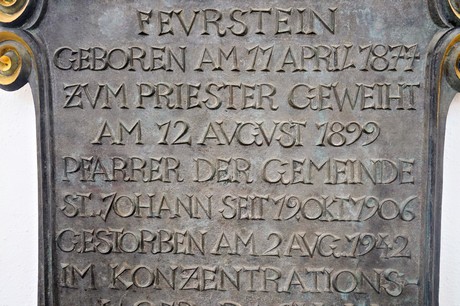 FEVRSTEIN
GEBOREN AM 11 APRIL 1877
ZVM PRIESTER GEWEIHT
AM 12 AVGVST 1899
PFARRER DER GEMEINDE
ST. JOHANN SEIT 19. OKT. 1906
GESTORBEN AM 2 AVG. 1942
IM KONZENTRATIONS-